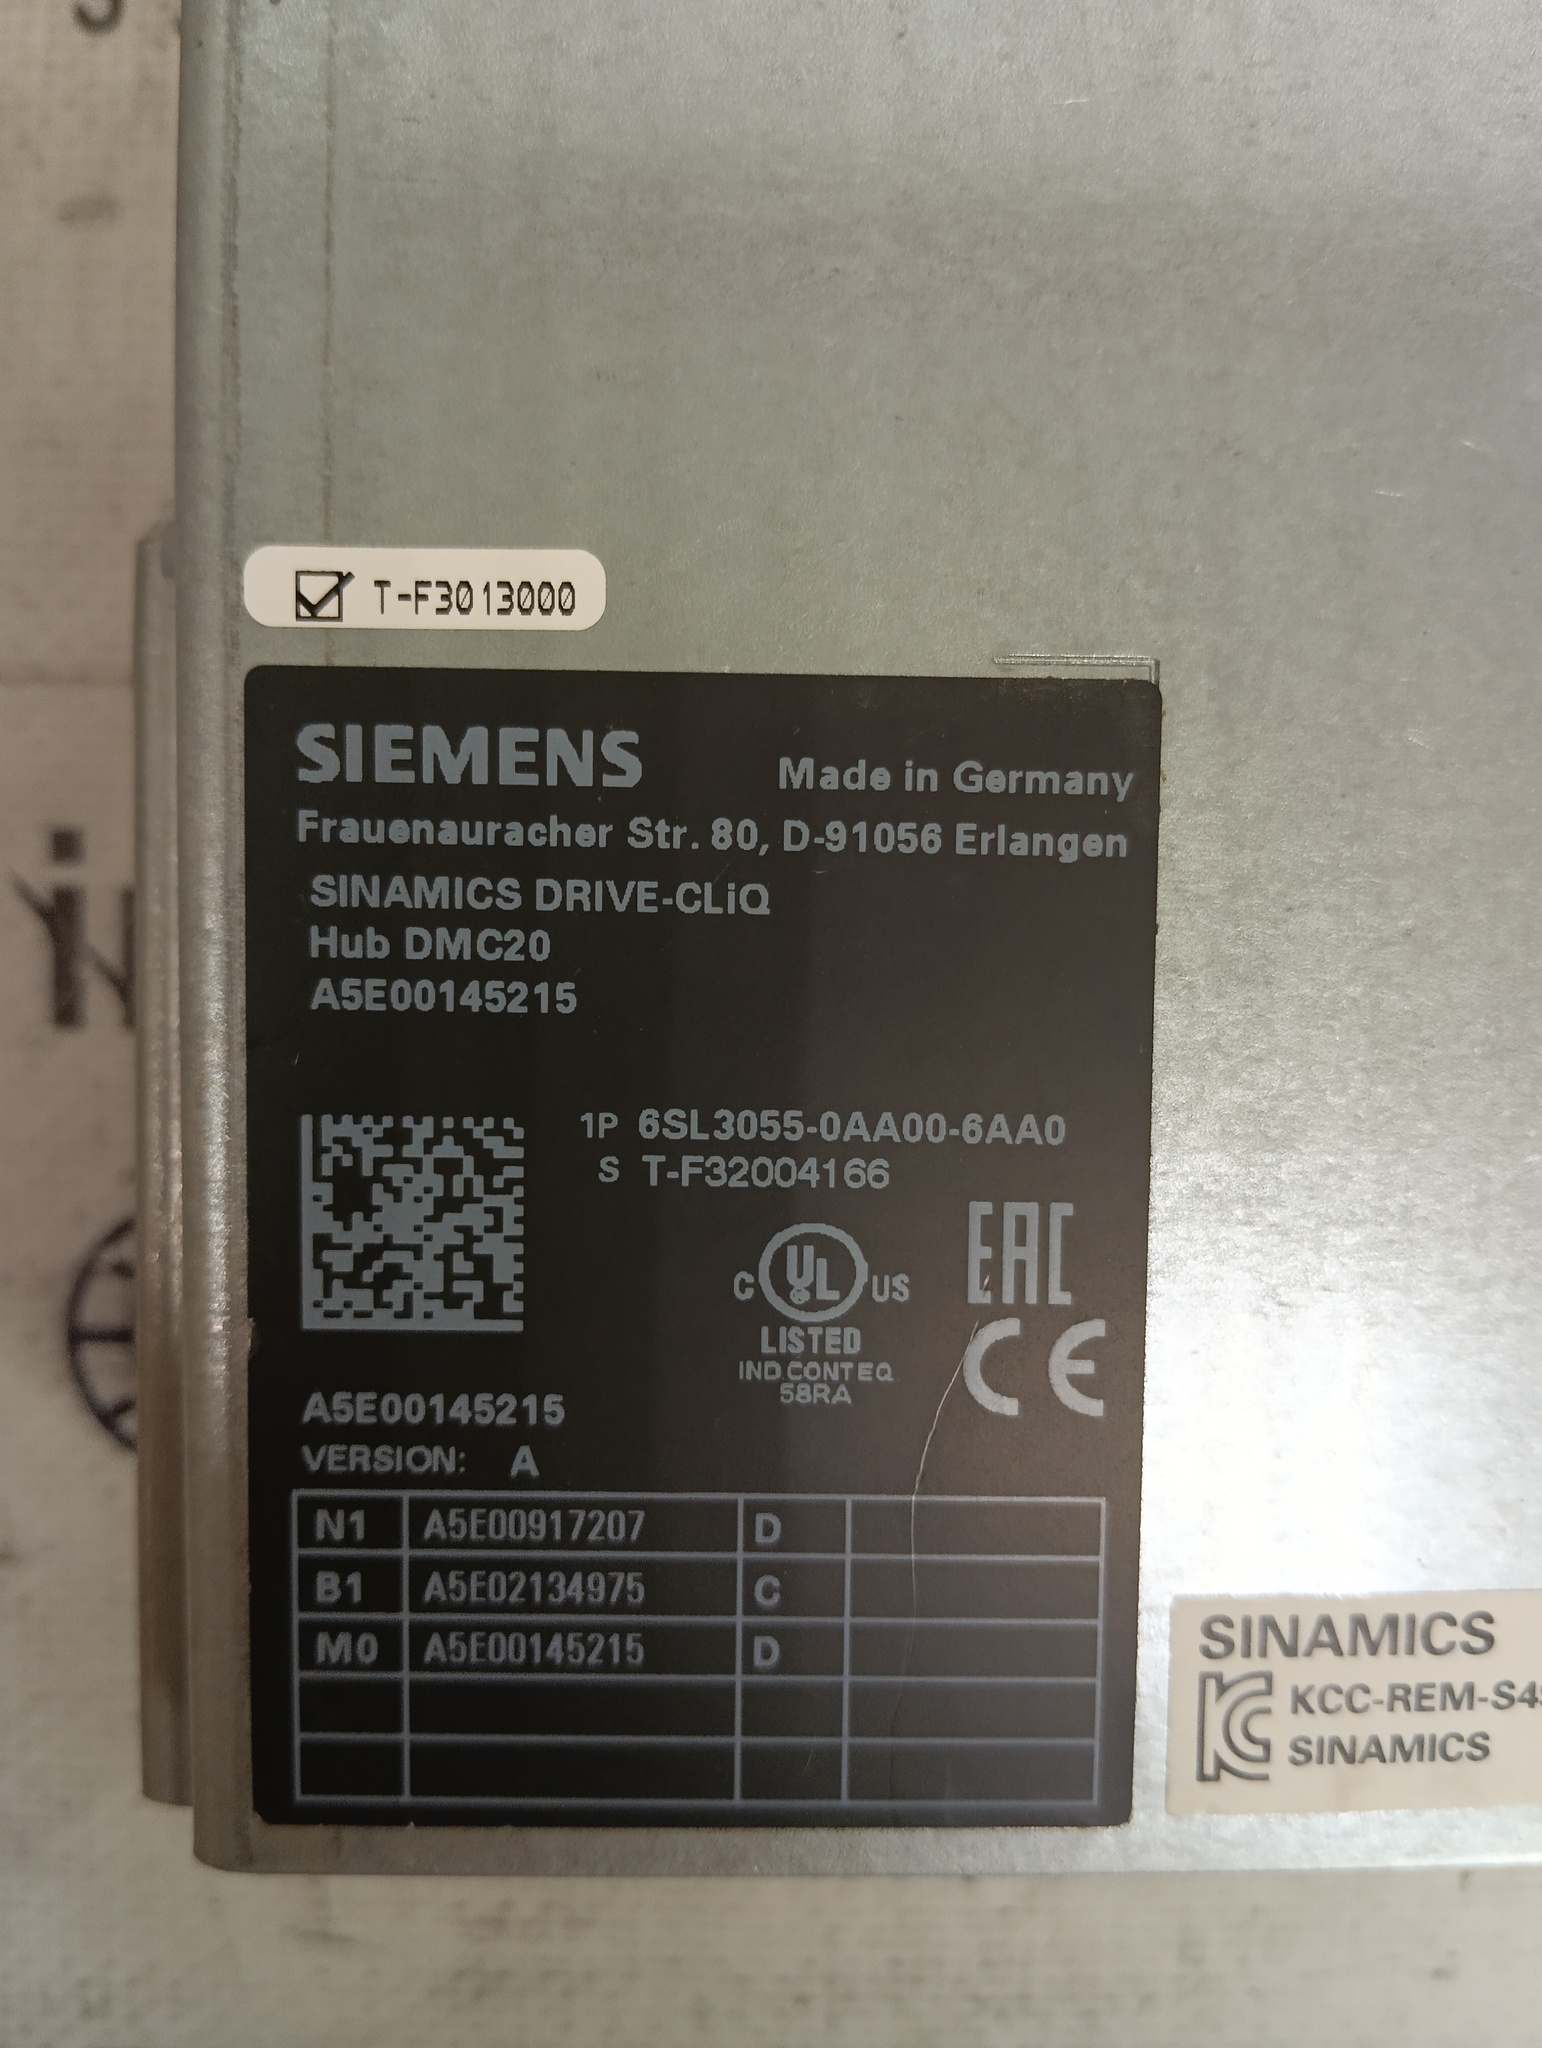 T-F3013000
SIEMENS
Made in Germany
Frauenauracher Str. 80, D-91056 Erlangen
SINAMICS DRIVE-CLiQ
Hub DMC20
A5E00145215
1P 6SL3055-0AA00-6AA0
S T-F32004166
C UL US
LISTED
IND.CONT.EQ.
58RA
EAC
CE
A5E00145215
VERSION: A
N1 A5E00917207 D
B1 A5E02134975 C
M0 A5E00145215 D
SINAMICS
KCC-REM-S4
SINAMICS